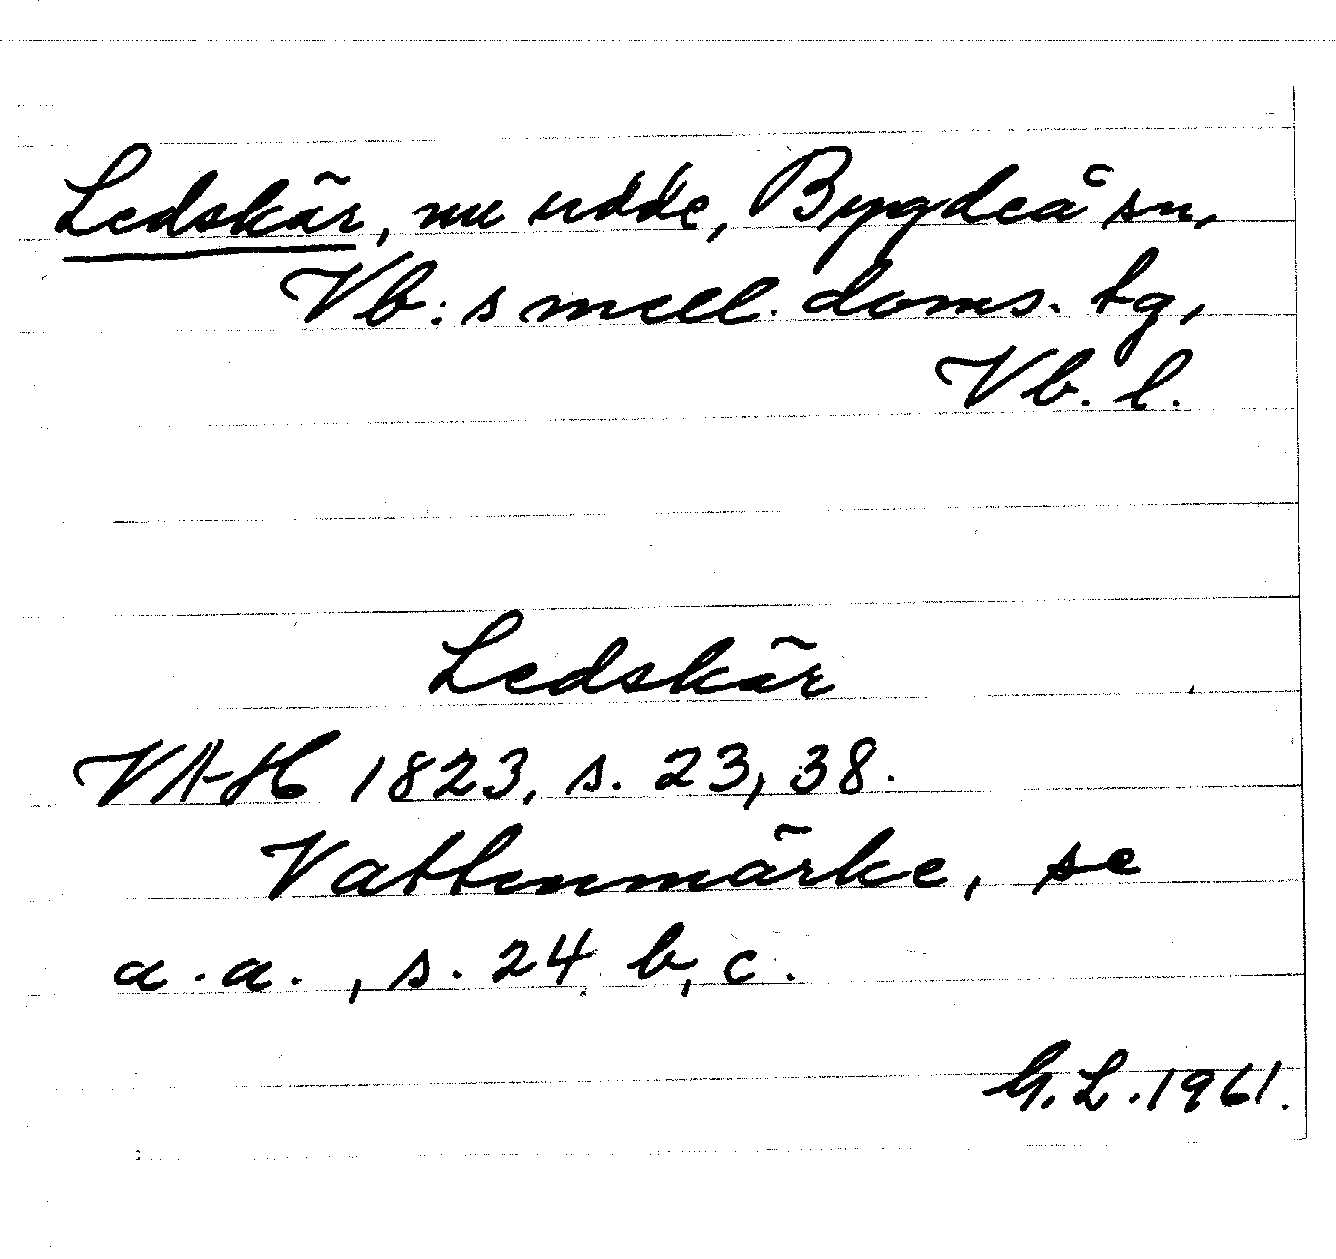 Ledskär, nu udde, Bygdeå sn,
Vb:s mell. doms. tg,
Vb. l.
Ledskär
VA-H 1823, s. 23, 38.
Vattenmärke, se
a.a., s. 24 b, c.
G.L. 1961.